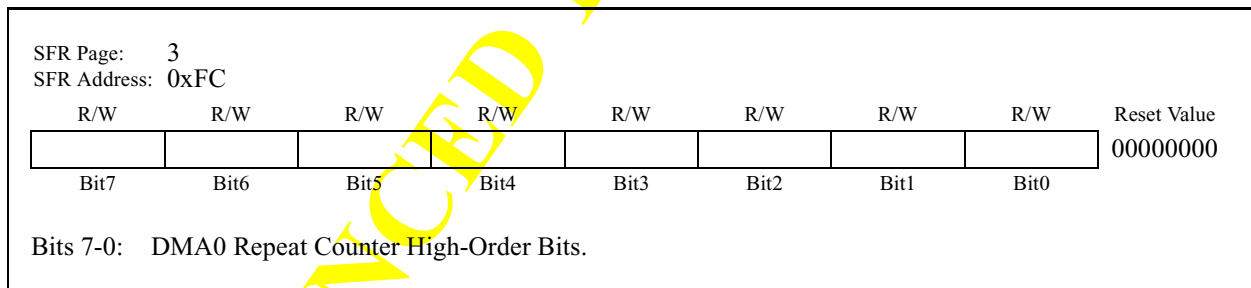 SFR Page: 3
SFR Address: 0xFC
R/W R/W R/W R/W R/W R/W R/W R/W Reset Value
00000000
Bit7 Bit6 Bit5 Bit4 Bit3 Bit2 Bit1 Bit0
Bits 7-0: DMA0 Repeat Counter High-Order Bits.